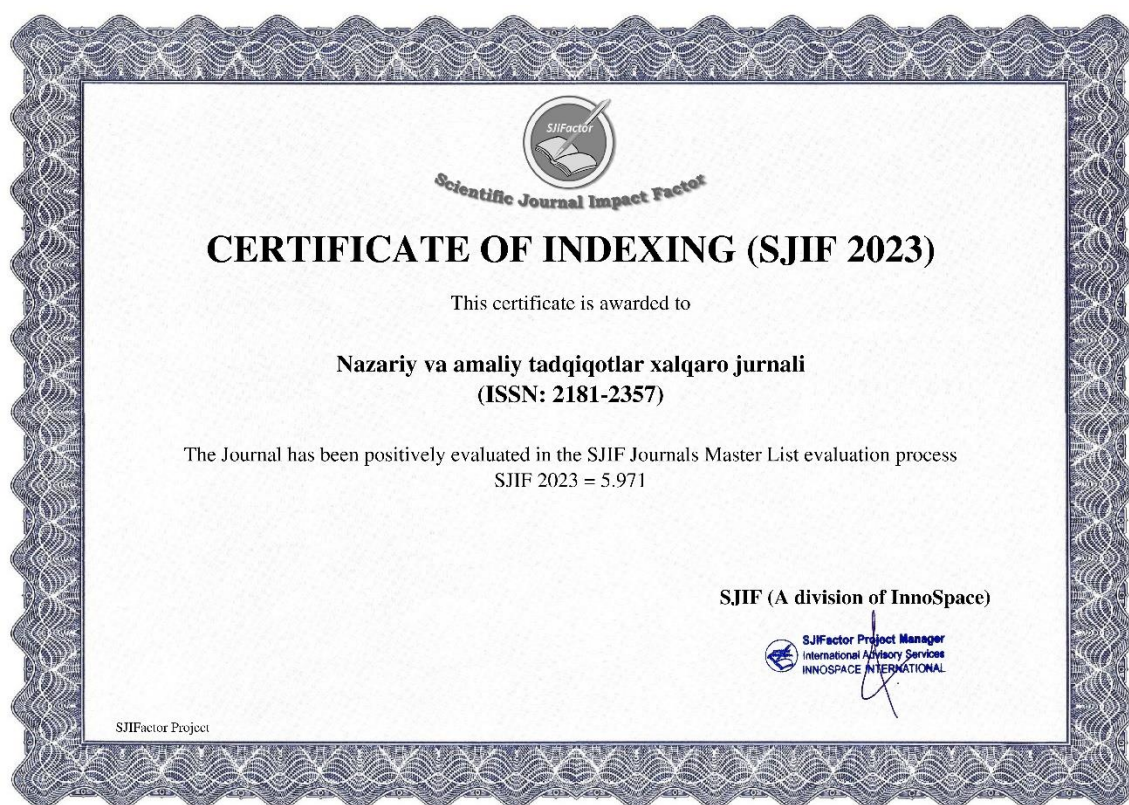 SJIFactor
Scientific Journal Impact Factor
CERTIFICATE OF INDEXING (SJIF 2023)
This certificate is awarded to
Nazariy va amaliy tadqiqotlar xalqaro jurnali
(ISSN: 2181-2357)
The Journal has been positively evaluated in the SJIF Journals Master List evaluation process
SJIF 2023 = 5.971
SJIF (A division of InnoSpace)
SJIFactor Project Manager
International Advisory Services
INNOSPACE INTERNATIONAL
SJIFactor Project